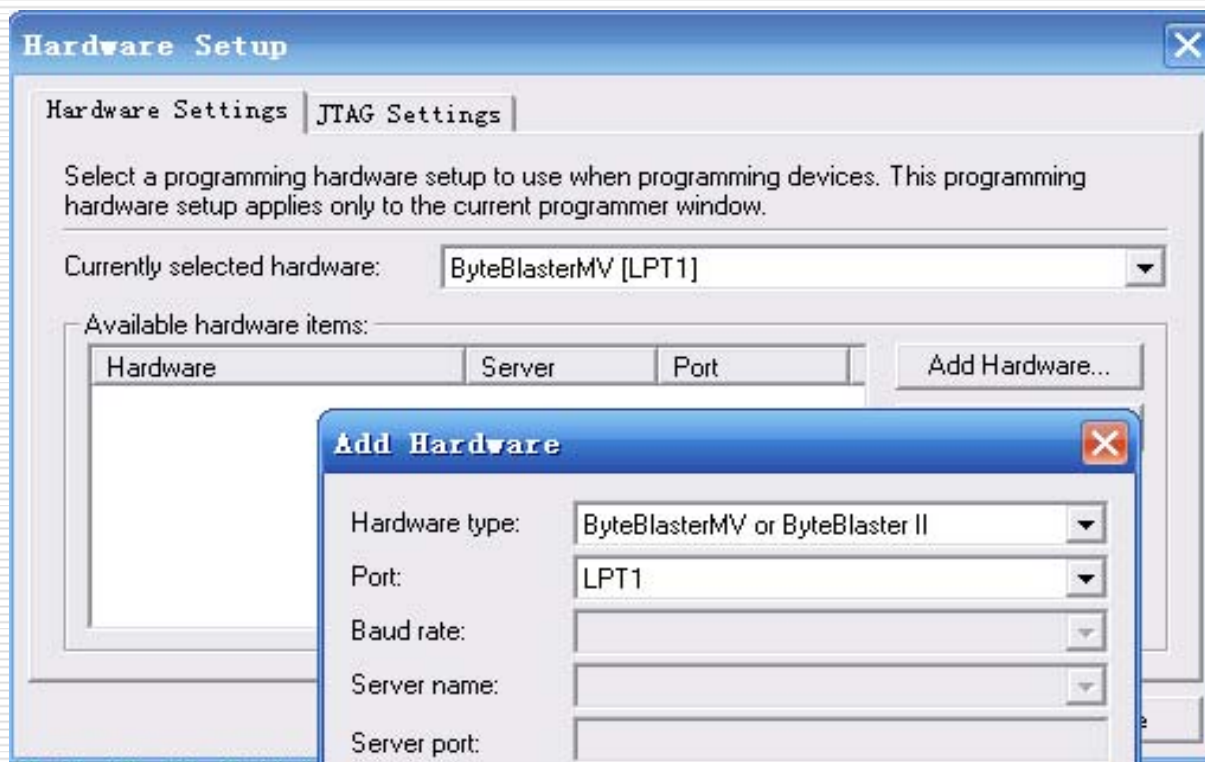 Hardware Setup
Hardware Settings JTAG Settings
Select a programming hardware setup to use when programming devices. This programming
hardware setup applies only to the current programmer window.
Currently selected hardware: ByteBlasterMV [LPT1]
Available hardware items:
Hardware Server Port
Add Hardware...
Add Hardware
Hardware type: ByteBlasterMV or ByteBlaster II
Port: LPT1
Baud rate:
Server name:
Server port: